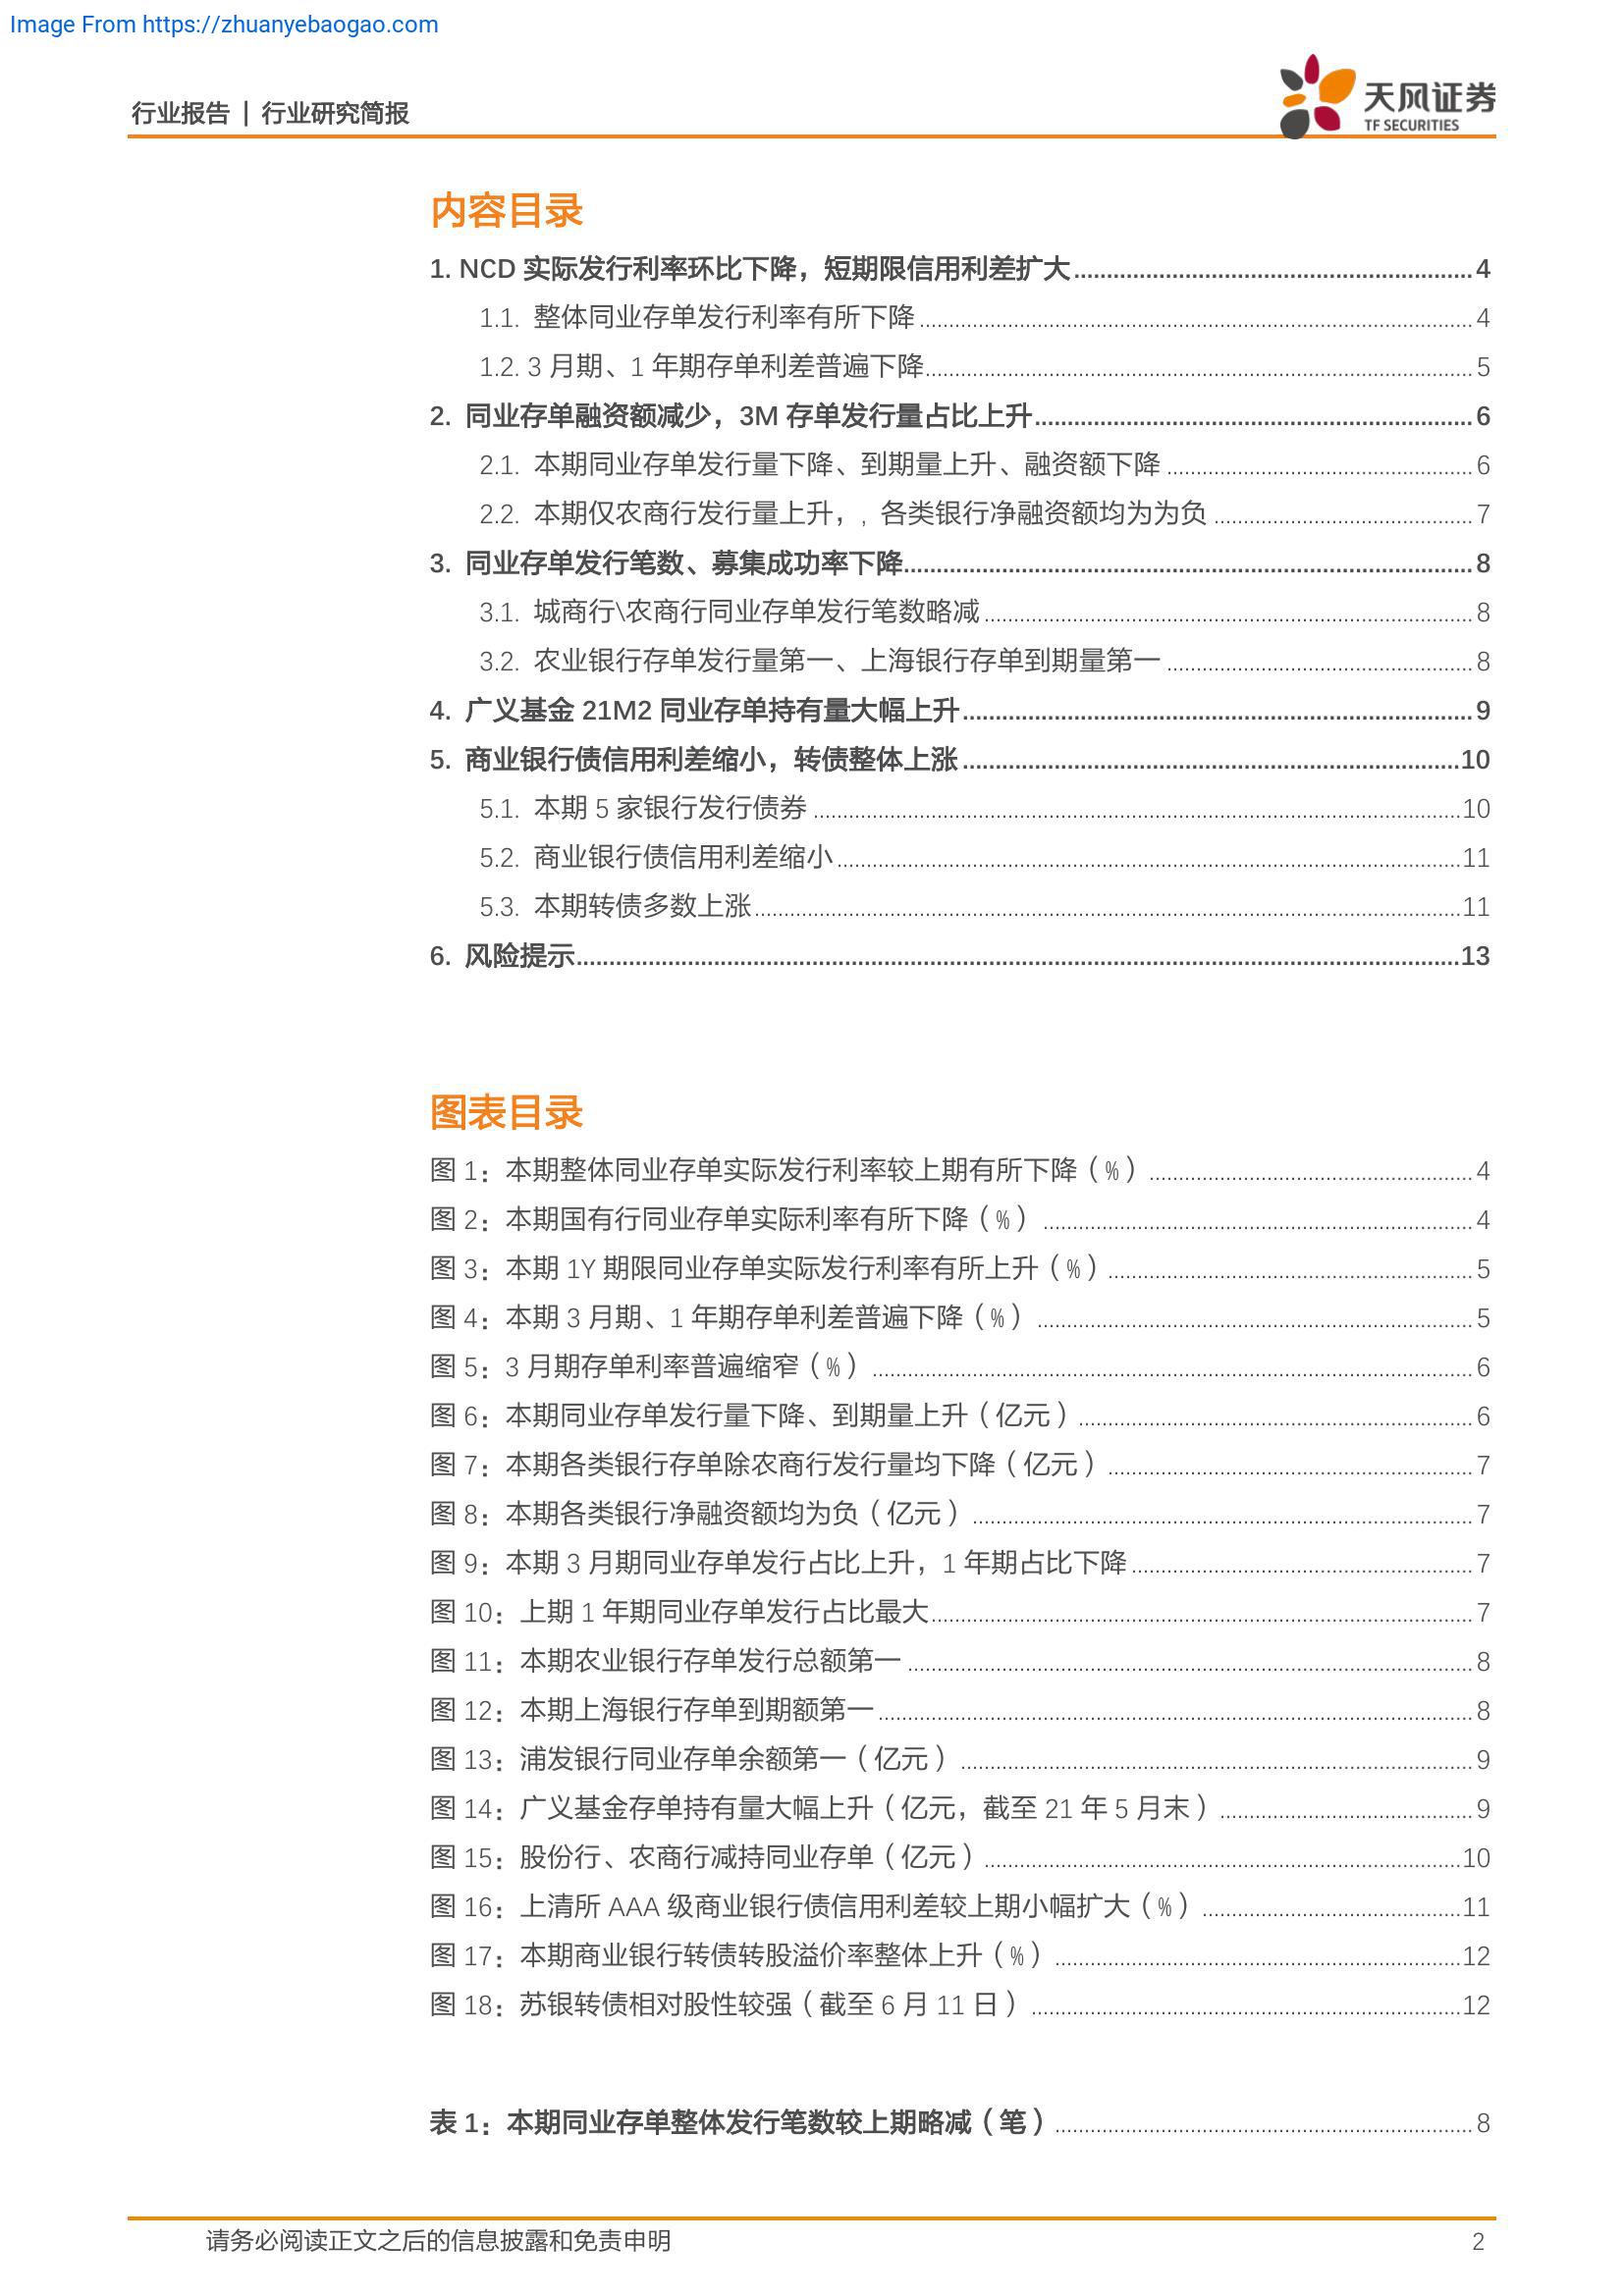 Image From https://zhuanyebaogao.com
行业报告 | 行业研究简报
天风证券
TF SECURITIES
内容目录
1. NCD 实际发行利率环比下降，短期限信用利差扩大 4
1.1. 整体同业存单发行利率有所下降 4
1.2. 3 月期、1 年期存单利差普遍下降 5
2. 同业存单融资额减少，3M 存单发行量占比上升 6
2.1. 本期同业存单发行量下降、到期量上升、融资额下降 6
2.2. 本期仅农商行发行量上升，, 各类银行净融资额均为为负 7
3. 同业存单发行笔数、募集成功率下降 8
3.1. 城商行\农商行同业存单发行笔数略减 8
3.2. 农业银行存单发行量第一、上海银行存单到期量第一 8
4. 广义基金 21M2 同业存单持有量大幅上升 9
5. 商业银行债信用利差缩小，转债整体上涨 10
5.1. 本期 5 家银行发行债券 10
5.2. 商业银行债信用利差缩小 11
5.3. 本期转债多数上涨 11
6. 风险提示 13
图表目录
图 1：本期整体同业存单实际发行利率较上期有所下降（%） 4
图 2：本期国有行同业存单实际利率有所下降（%） 4
图 3：本期 1Y 期限同业存单实际发行利率有所上升（%） 5
图 4：本期 3 月期、1 年期存单利差普遍下降（%） 5
图 5：3 月期存单利率普遍缩窄（%） 6
图 6：本期同业存单发行量下降、到期量上升（亿元） 6
图 7：本期各类银行存单除农商行发行量均下降（亿元） 7
图 8：本期各类银行净融资额均为负（亿元） 7
图 9：本期 3 月期同业存单发行占比上升，1 年期占比下降 7
图 10：上期 1 年期同业存单发行占比最大 7
图 11：本期农业银行存单发行总额第一 8
图 12：本期上海银行存单到期额第一 8
图 13：浦发银行同业存单余额第一（亿元） 9
图 14：广义基金存单持有量大幅上升（亿元，截至 21 年 5 月末） 9
图 15：股份行、农商行减持同业存单（亿元） 10
图 16：上清所 AAA 级商业银行债信用利差较上期小幅扩大（%） 11
图 17：本期商业银行转债转股溢价率整体上升（%） 12
图 18：苏银转债相对股性较强（截至 6 月 11 日） 12
表 1：本期同业存单整体发行笔数较上期略减（笔） 8
请务必阅读正文之后的信息披露和免责申明 2